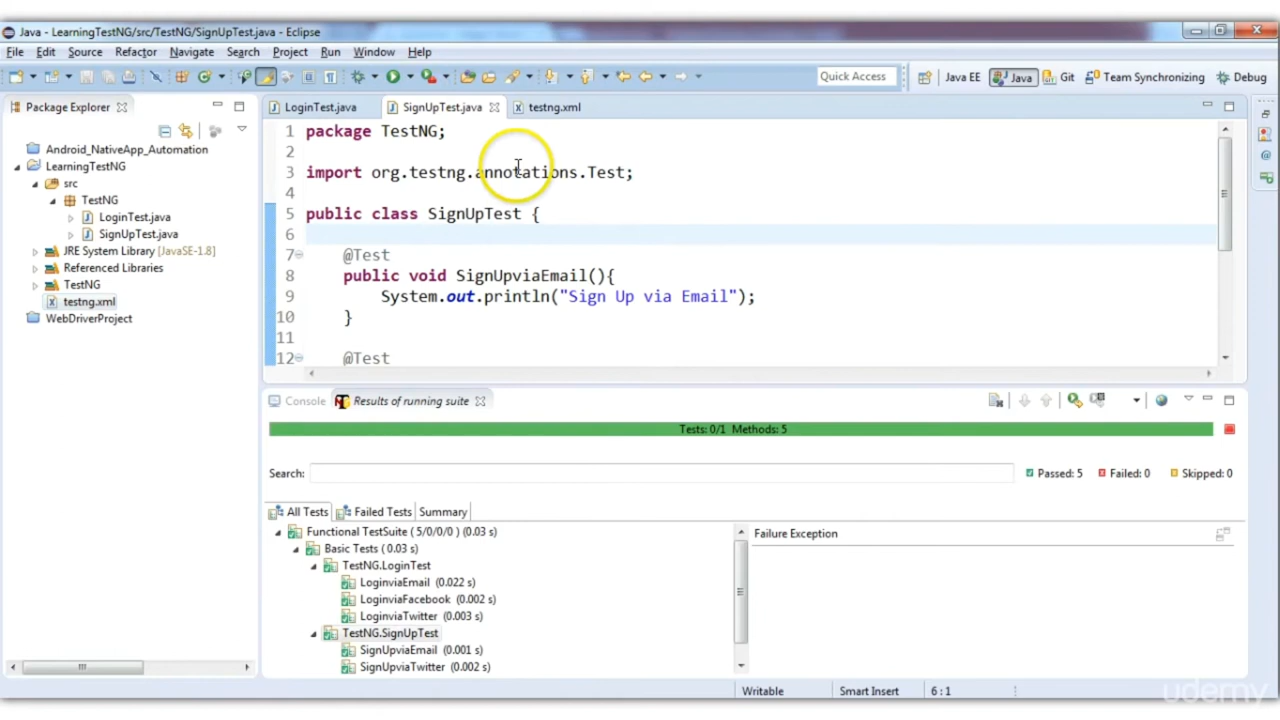 Java - LearningTestNG/src/TestNG/SignUpTest.java - Eclipse
File Edit Source Refactor Navigate Search Project Run Window Help
Quick Access Java EE Java Git Team Synchronizing Debug
Package Explorer
LoginTest.java SignUpTest.java testng.xml
Android_NativeApp_Automation
LearningTestNG
src
TestNG
LoginTest.java
SignUpTest.java
JRE System Library [JavaSE-1.8]
Referenced Libraries
TestNG
testng.xml
WebDriverProject
1 package TestNG;
2
3 import org.testng.annotations.Test;
4
5 public class SignUpTest {
6
7 @Test
8 public void SignUpviaEmail(){
9 System.out.println("Sign Up via Email");
10 }
11
12 @Test
Console Results of running suite
Tests: 0/1 Methods: 5
Search: Passed: 5 Failed: 0 Skipped: 0
All Tests Failed Tests Summary
Functional TestSuite ( 5/0/0/0 ) (0.03 s)
Basic Tests ( 0.03 s)
TestNG.LoginTest
LoginviaEmail (0.022 s)
LoginviaFacebook (0.002 s)
LoginviaTwitter (0.003 s)
TestNG.SignUpTest
SignUpviaEmail (0.001 s)
SignUpviaTwitter (0.002 s)
Failure Exception
Writable Smart Insert 6 : 1
udemy